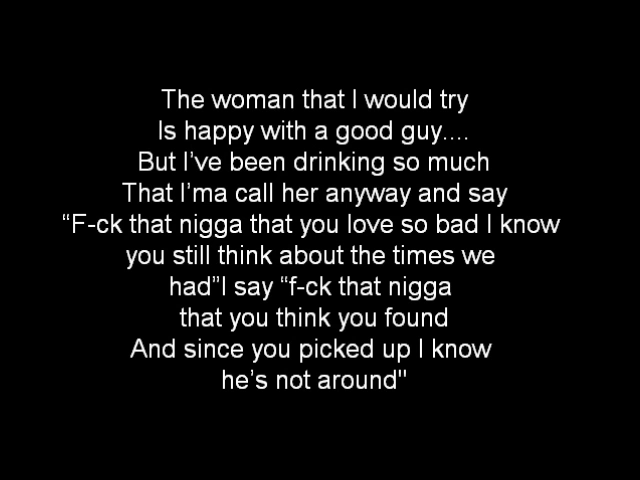 The woman that I would try
Is happy with a good guy....
But I've been drinking so much
That I'ma call her anyway and say
“F-ck that nigga that you love so bad I know
you still think about the times we
had”I say “f-ck that nigga
that you think you found
And since you picked up I know
he’s not around"